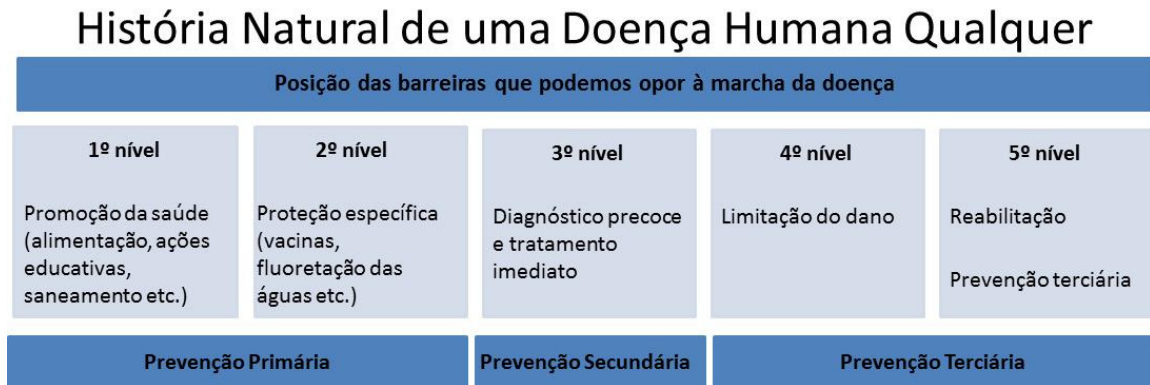 História Natural de uma Doença Humana Qualquer
Posição das barreiras que podemos opor à marcha da doença
1º nível
Promoção da saúde
(alimentação, ações
educativas,
saneamento etc.)
2º nível
Proteção específica
(vacinas,
fluoretação das
águas etc.)
3º nível
Diagnóstico precoce
e tratamento
imediato
4º nível
Limitação do dano
5º nível
Reabilitação
Prevenção terciária
Prevenção Primária
Prevenção Secundária
Prevenção Terciária